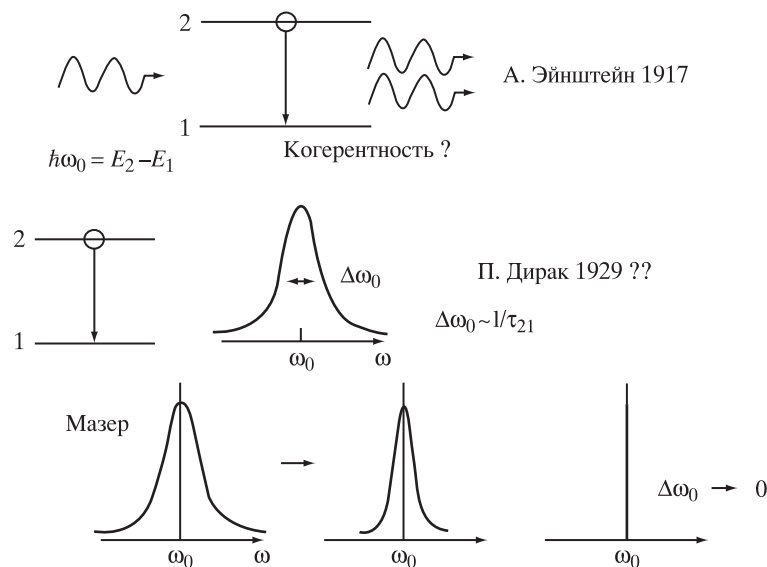 2
А. Эйнштейн 1917
1
ħω₀ = E₂–E₁
Когерентность ?
2
Δω₀
П. Дирак 1929 ??
Δω₀ ~ 1/τ₂₁
1
ω₀
ω
Мазер
Δω₀ → 0
ω₀
ω
ω₀
ω₀